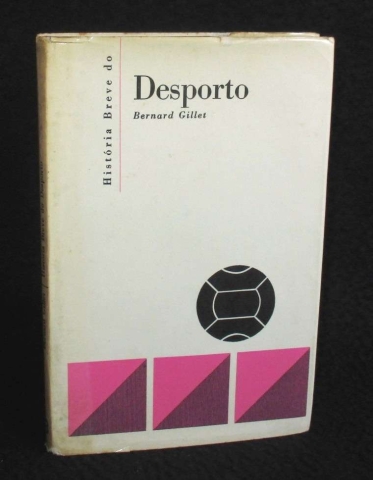 História Breve do
Desporto
Bernard Gillet